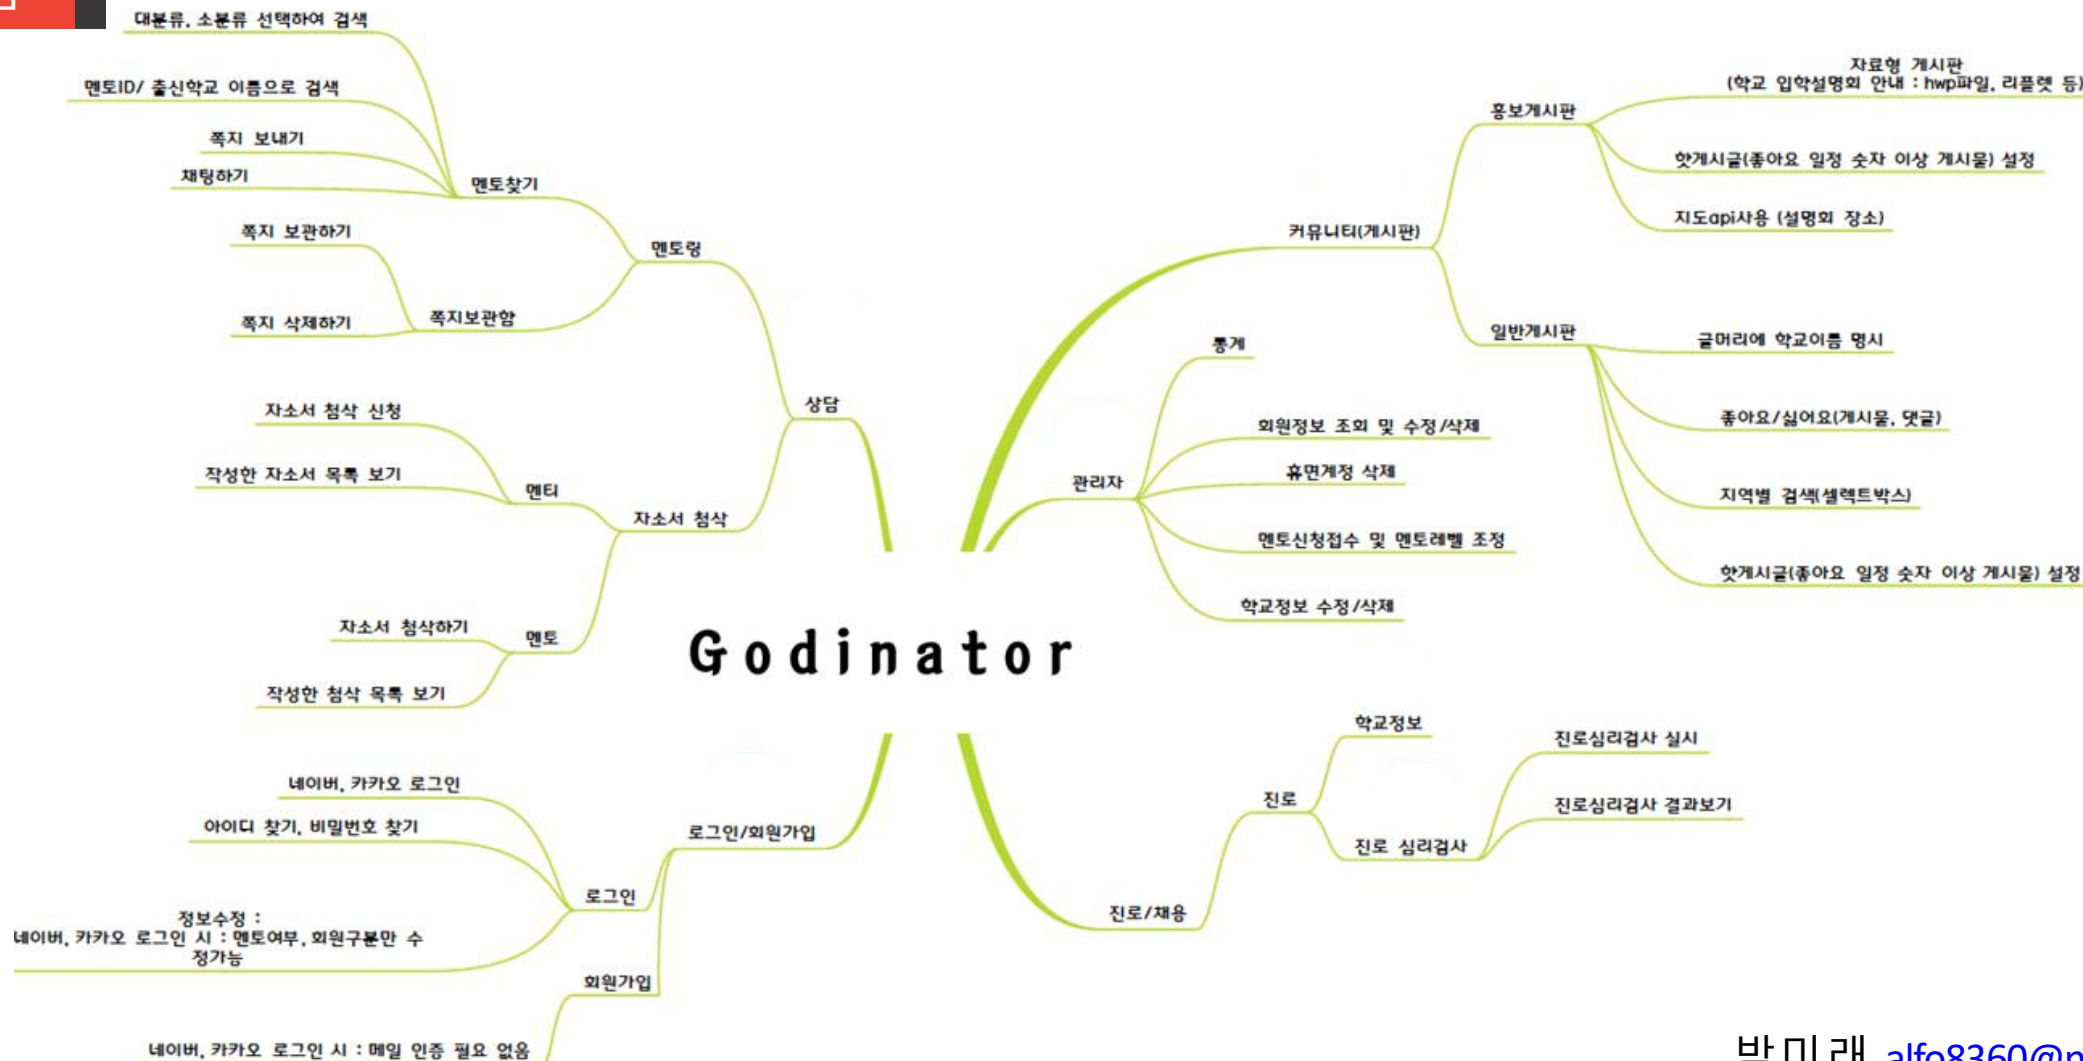 대분류, 소분류 선택하여 검색
멘토ID/ 출신학교 이름으로 검색
쪽지 보내기
채팅하기
멘토찾기
쪽지 보관하기
쪽지 삭제하기
쪽지보관함
멘토링
자소서 첨삭 신청
작성한 자소서 목록 보기
멘티
자소서 첨삭하기
작성한 첨삭 목록 보기
멘토
자소서 첨삭
상담
Godinator
네이버, 카카오 로그인
아이디 찾기, 비밀번호 찾기
정보수정 :
네이버, 카카오 로그인 시 : 멘토여부, 회원구분만 수
정가능
로그인
회원가입
네이버, 카카오 로그인 시 : 메일 인증 필요 없음
로그인/회원가입
커뮤니티(게시판)
홍보게시판
자료형 게시판
(학교 입학설명회 안내 : hwp파일, 리플렛 등)
핫게시글(좋아요 일정 숫자 이상 게시물) 설정
지도api사용 (설명회 장소)
일반게시판
글머리에 학교이름 명시
좋아요/싫어요(게시물, 댓글)
지역별 검색(셀렉트박스)
핫게시글(좋아요 일정 숫자 이상 게시물) 설정
관리자
통계
회원정보 조회 및 수정/삭제
휴면계정 삭제
멘토신청접수 및 멘토레벨 조정
학교정보 수정/삭제
진로/채용
진로
학교정보
진로 심리검사
진로심리검사 실시
진로심리검사 결과보기
박미래 alfo8360@n